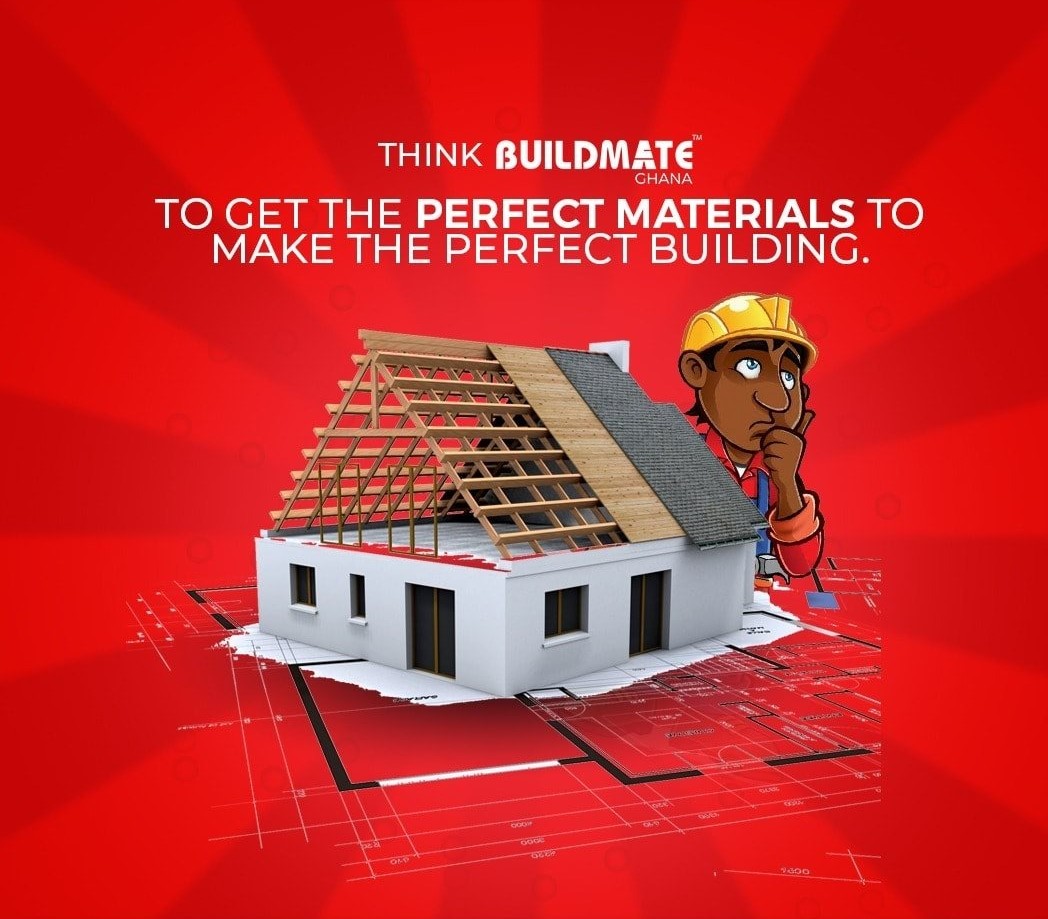 THINK BUILDMATE™
GHANA
TO GET THE PERFECT MATERIALS TO
MAKE THE PERFECT BUILDING.